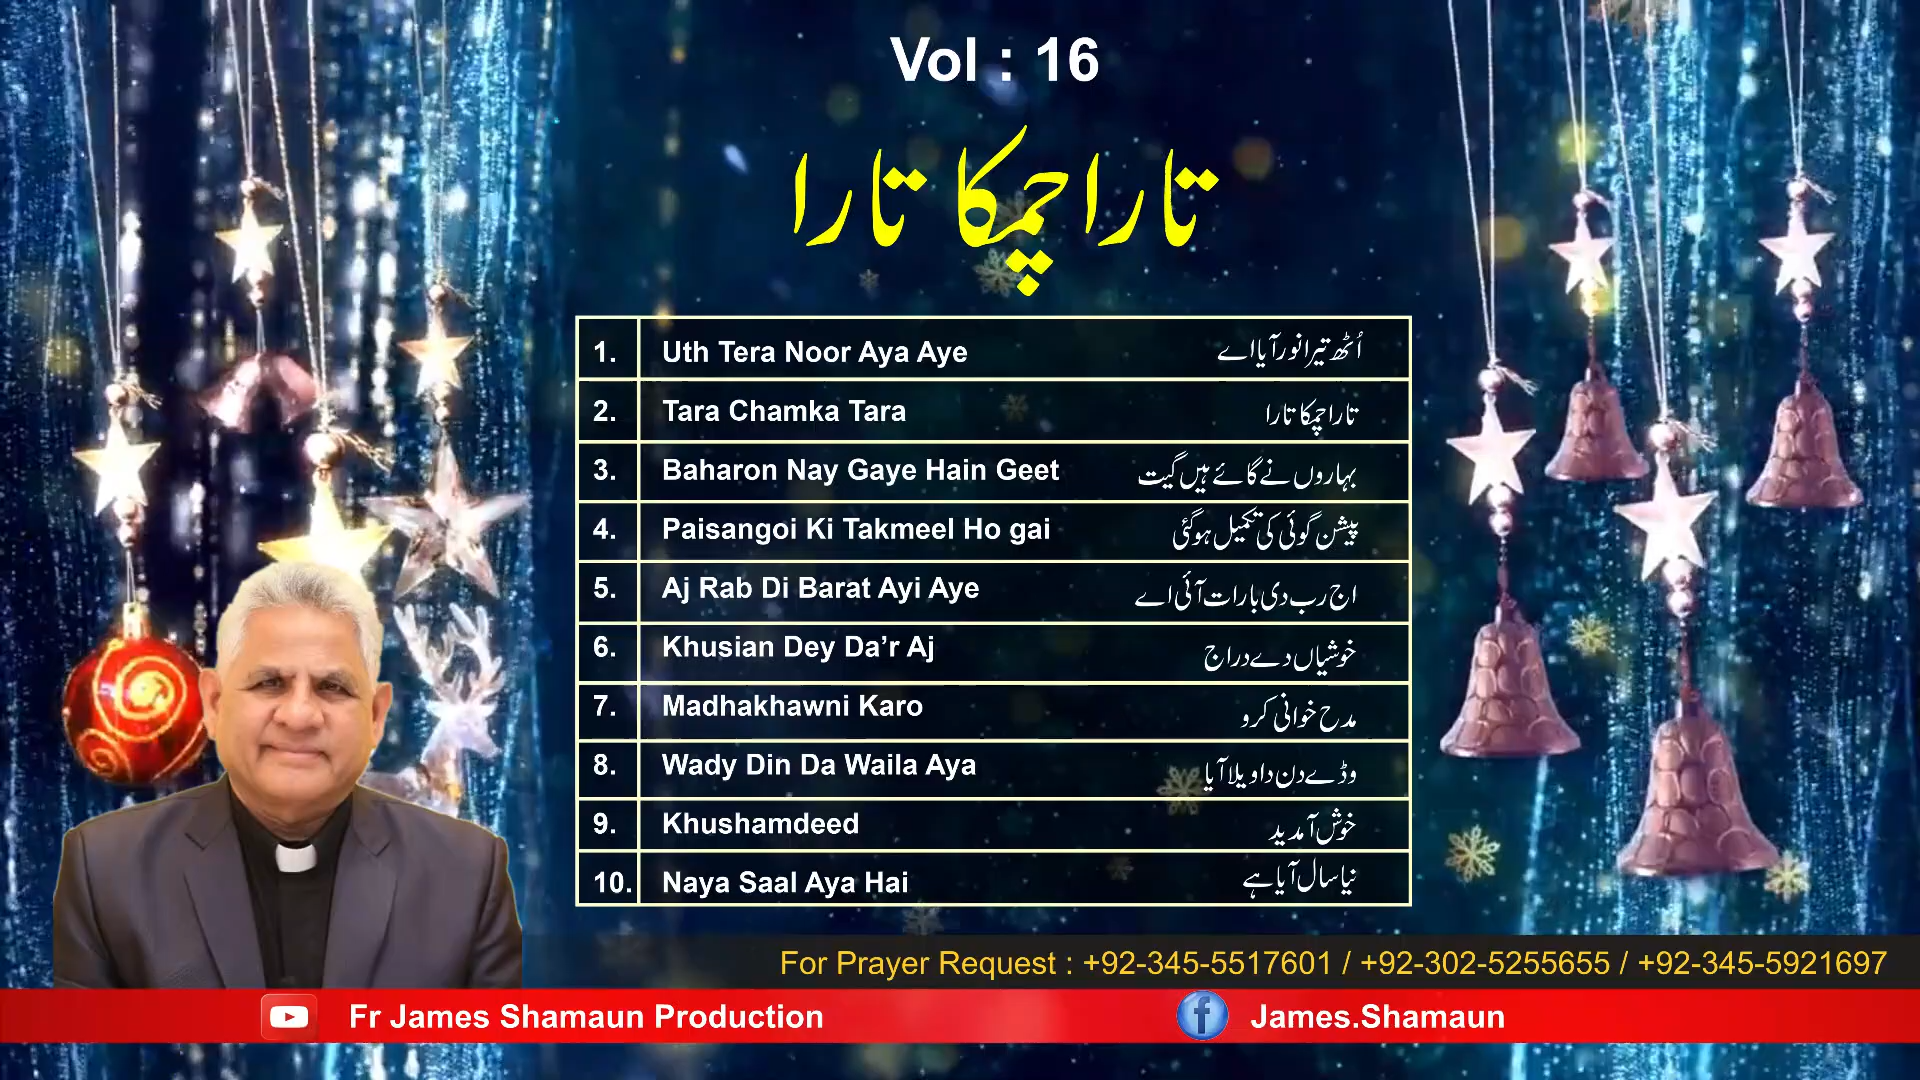 Vol : 16
تارا چمکا تارا
1. Uth Tera Noor Aya Aye اُٹھ تیرا نور آیا اے
2. Tara Chamka Tara تارا چمکا تارا
3. Baharon Nay Gaye Hain Geet بہاروں نے گائے ہیں گیت
4. Paisangoi Ki Takmeel Ho gai پیشن گوئی کی تکمیل ہوگئی
5. Aj Rab Di Barat Ayi Aye اج رب دی بارات آئی اے
6. Khusian Dey Da’r Aj خوشیاں دے در اج
7. Madhakhawni Karo مدح خوانی کرو
8. Wady Din Da Waila Aya وڈے دن دا ویلا آیا
9. Khushamdeed خوش آمدید
10. Naya Saal Aya Hai نیا سال آیا ہے
For Prayer Request : +92-345-5517601 / +92-302-5255655 / +92-345-5921697
Fr James Shamaun Production f James.Shamaun